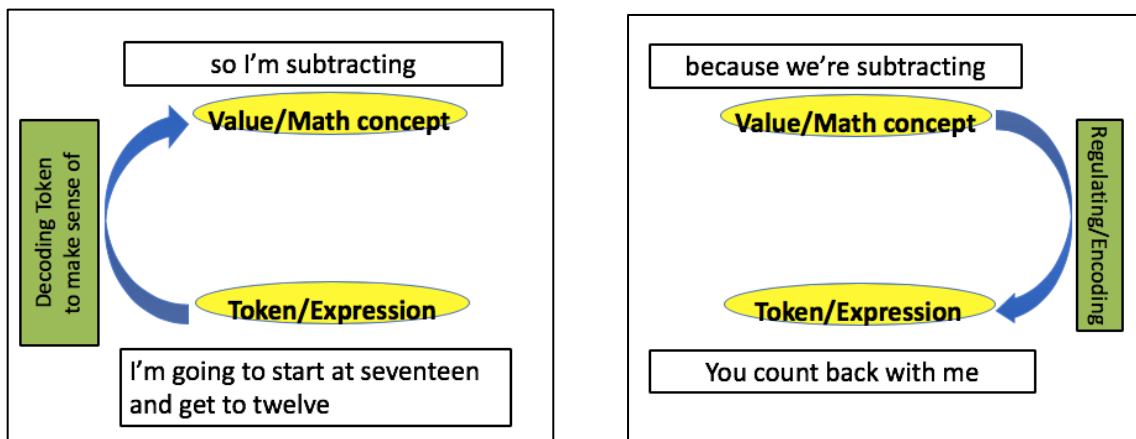 so I'm subtracting
Value/Math concept
Decoding Token
to make sense of
Token/Expression
I'm going to start at seventeen
and get to twelve
because we're subtracting
Value/Math concept
Regulating/Encoding
Token/Expression
You count back with me